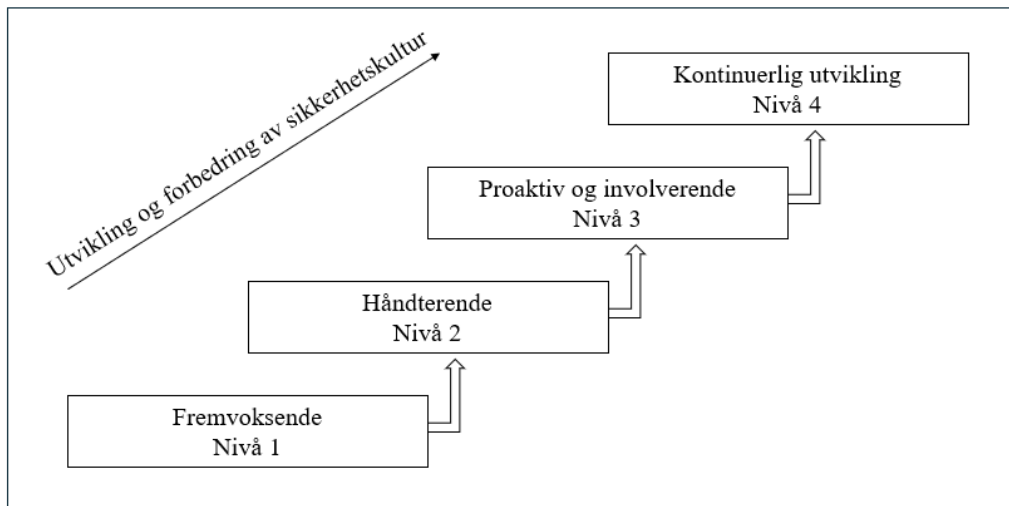 Utvikling og forbedring av sikkerhetskultur
Kontinuerlig utvikling
Nivå 4
Proaktiv og involverende
Nivå 3
Håndterende
Nivå 2
Fremvoksende
Nivå 1